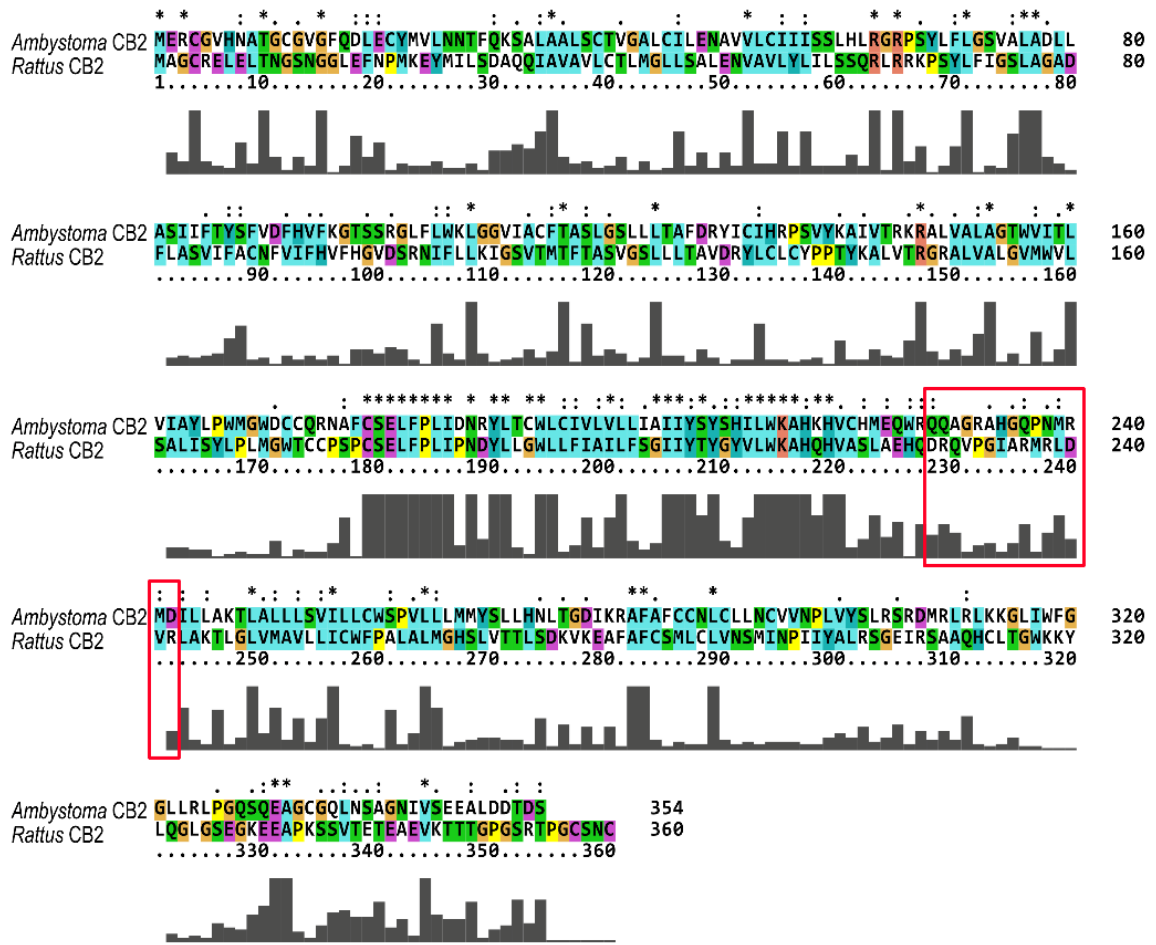 Ambystoma CB2 MERCGVHNATGCGVGFQDLECYMVLNNTFQKSALAALSCTVGALCILENAVVLCIIISSLHLRGRPSYLFLGSVALADLL 80
Rattus CB2 MAGCRELELTNGSNGGLEFNPMKEYMILSDAQQIAVAVLCTLMGLLSALENVAVLYLILSSQRLRRKPSYLFIGSLAGAD 80
1.......10........20........30........40........50........60........70........80
Ambystoma CB2 ASIIFTYSFVDFHVFKGTSSRGLFLWKLGGVIACFTASLGSLLLTAFDRYICIHRPSVYKAIVTRKRALVALAGTWVITL 160
Rattus CB2 FLASVIFACNFVIFHVFHGVDSRNIFLLKIGSVTMTFTASVGSLLLTAVDRYLCLCYPPTYKALVTRGRALVALGVMWVL 160
........90.......100.......110.......120.......130.......140.......150.......160
Ambystoma CB2 VIAYLPWMGWDCCQRNAFCSELFPLIDNRYLTCWLCIVLVLLIAIIYSYSHILWKAHKHVCHMEQWRQQAGRAHGQPNMR 240
Rattus CB2 SALISYLPLMGWTCCPSPCSELFPLIPNDYLLGWLLFIAILFSGIIYTYGYVLWKAHQHVASLAEHQDRQVPGIARMRLD 240
.......170.......180.......190.......200.......210.......220.......230.......240
Ambystoma CB2 MDILLAKTLALLLSVILLCWSPVLLLMMYSLLHNLTGDIKRAFAFCCNLCLLNCVVNPLVYSLRSRDMRLRLKKGLIWFG 320
Rattus CB2 VRLAKTLGLVMAVLLICWFPALALMGHSLVTTLSDKVKEAFAFCSMLCLVNSMINPIIYALRSGEIRSAAQHCLTGWKKY 320
.......250.......260.......270.......280.......290.......300.......310.......320
Ambystoma CB2 GLLRLPGQSQEAGCGQLNSAGNIVSEEALDDTDS 354
Rattus CB2 LQGLGSEGKEEAPKSSVTETEAEVKTTTGPGSRTPGCSNC 360
.......330.......340.......350.......360